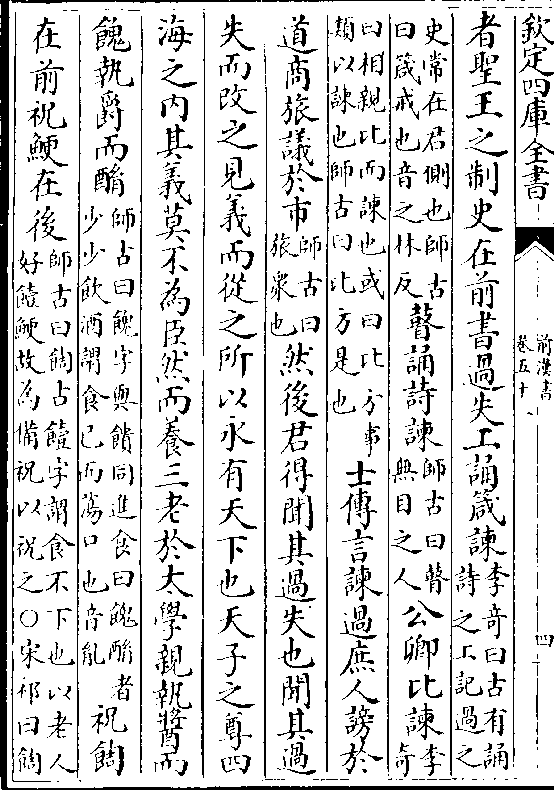 欽定四庫全書
前漢書
卷五十一
四
者聖王之制史在前書過失工誦箴諫李奇曰古有誦詩之工記過之
史常在君側也師古曰箴戒也音之林反瞽誦詩諫師古曰瞽無目之人公卿比諫李奇
曰相親比而諫也或曰比方事類以諫也師古曰比方是也士傳言諫過庶人謗於
道商旅議於市師古曰旅衆也然後君得聞其過失也聞其過
失而改之見義而從之所以永有天下也天子之尊四
海之内其義莫不為臣然而養三老於太學親執醬而
餽執爵而酳師古曰餽字與饋同進食曰餽酳者少少飲酒謂食已而蕩口也音胤祝䭇
在前祝鯁在後師古曰䭇古饐字謂食不下也以老人好饐鯁故為備祝以祝之○宋祁曰䭇